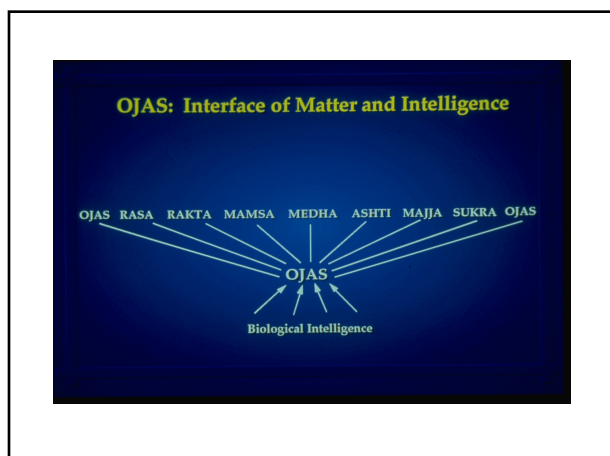 OJAS: Interface of Matter and Intelligence
OJAS RASA RAKTA MAMSA MEDHA ASHTI MAJJA SUKRA OJAS
OJAS
Biological Intelligence